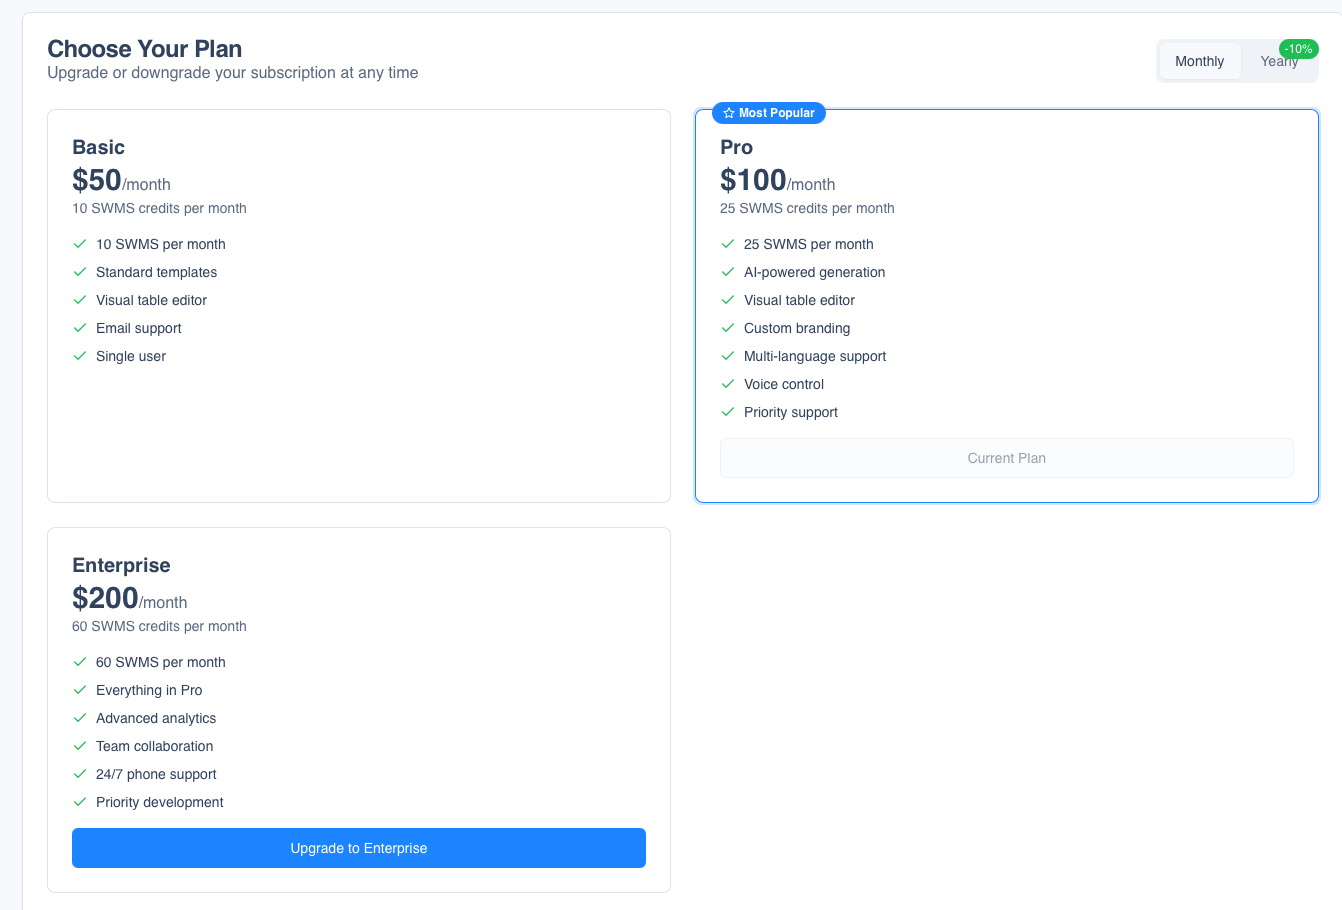 Choose Your Plan
Upgrade or downgrade your subscription at any time
Monthly
Yearly
-10%
Basic
$50/month
10 SWMS credits per month
10 SWMS per month
Standard templates
Visual table editor
Email support
Single user
Most Popular
Pro
$100/month
25 SWMS credits per month
25 SWMS per month
AI-powered generation
Visual table editor
Custom branding
Multi-language support
Voice control
Priority support
Current Plan
Enterprise
$200/month
60 SWMS credits per month
60 SWMS per month
Everything in Pro
Advanced analytics
Team collaboration
24/7 phone support
Priority development
Upgrade to Enterprise